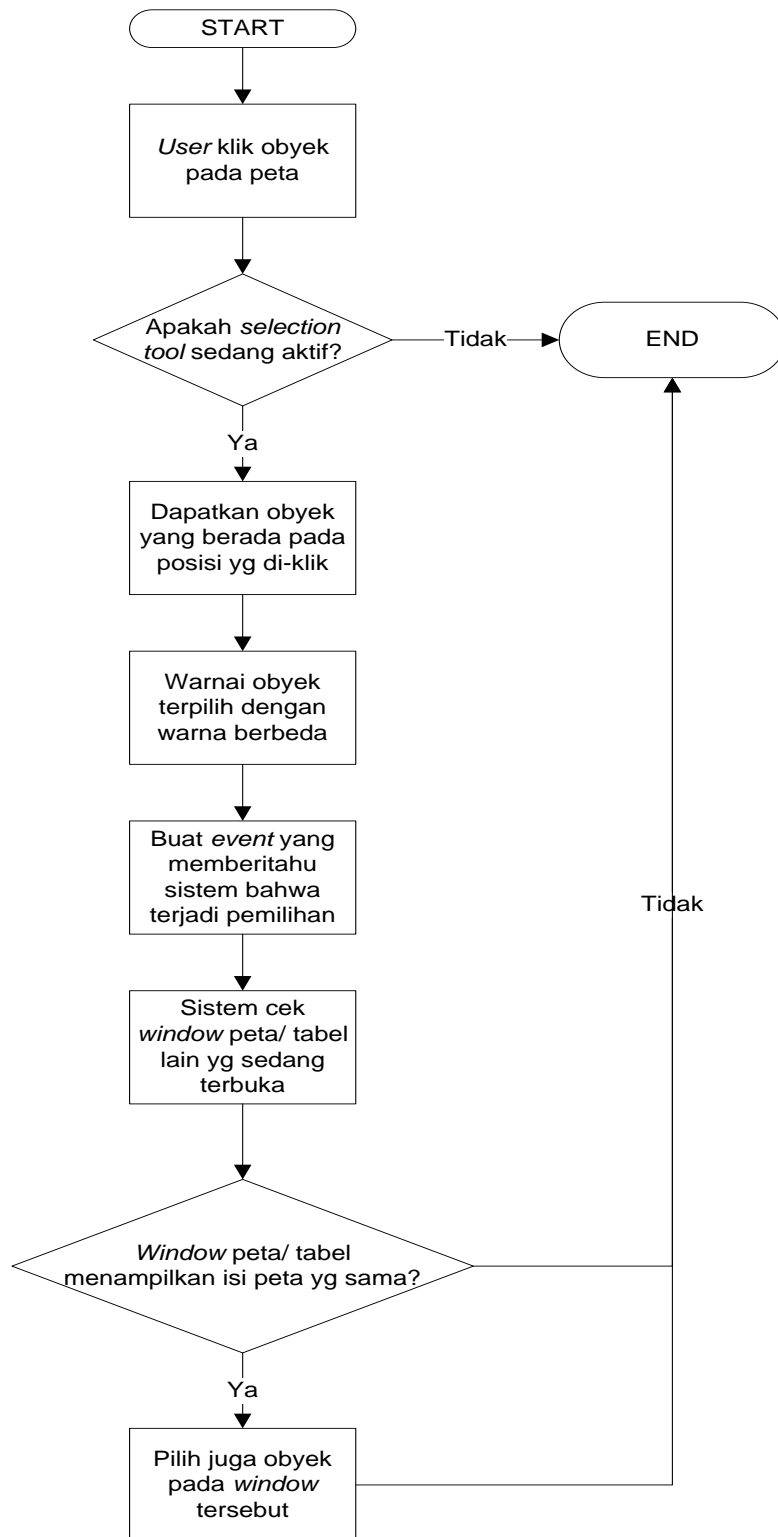 START
User klik obyek
pada peta
Apakah selection
tool sedang aktif?
Tidak
END
Ya
Dapatkan obyek
yang berada pada
posisi yg di-klik
Warnai obyek
terpilih dengan
warna berbeda
Buat event yang
memberitahu
sistem bahwa
terjadi pemilihan
Tidak
Sistem cek
window peta/ tabel
lain yg sedang
terbuka
Window peta/ tabel
menampilkan isi peta yg sama?
Ya
Pilih juga obyek
pada window
tersebut